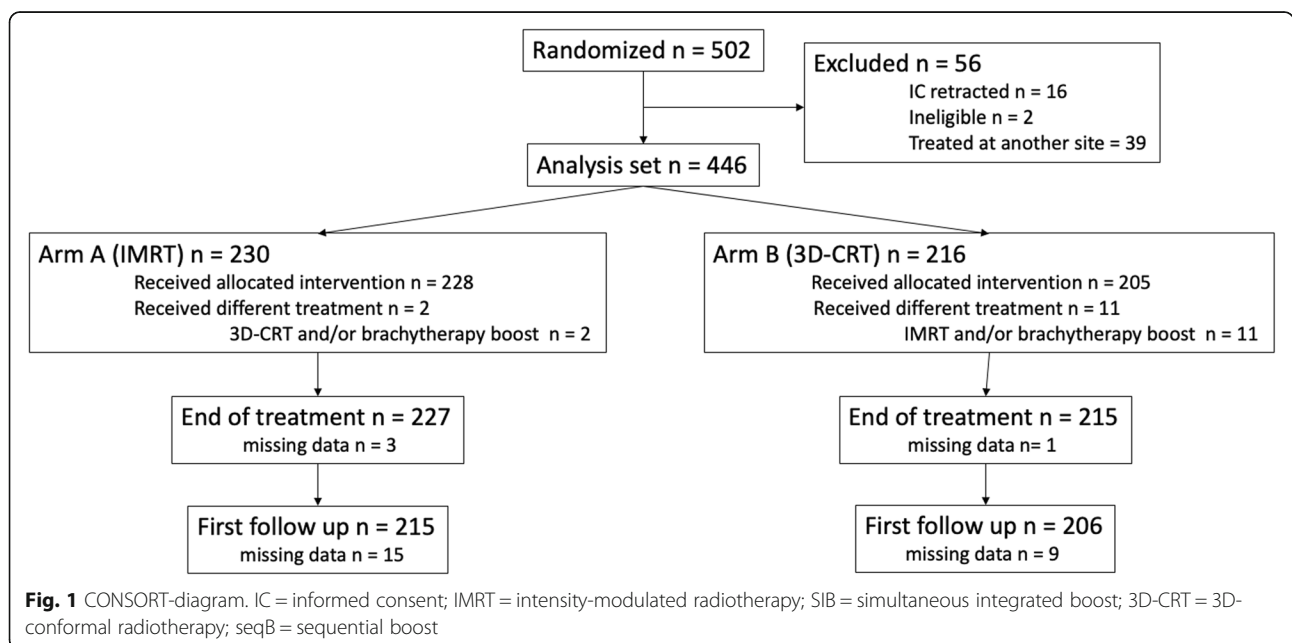 Randomized n = 502
Excluded n = 56
IC retracted n = 16
Ineligible n = 2
Treated at another site = 39
Analysis set n = 446
Arm A (IMRT) n = 230
Received allocated intervention n = 228
Received different treatment n = 2
3D-CRT and/or brachytherapy boost n = 2
Arm B (3D-CRT) n = 216
Received allocated intervention n = 205
Received different treatment n = 11
IMRT and/or brachytherapy boost n = 11
End of treatment n = 227
missing data n = 3
End of treatment n = 215
missing data n= 1
First follow up n = 215
missing data n = 15
First follow up n = 206
missing data n = 9
Fig. 1 CONSORT-diagram. IC = informed consent; IMRT = intensity-modulated radiotherapy; SIB = simultaneous integrated boost; 3D-CRT = 3D-
conformal radiotherapy; seqB = sequential boost